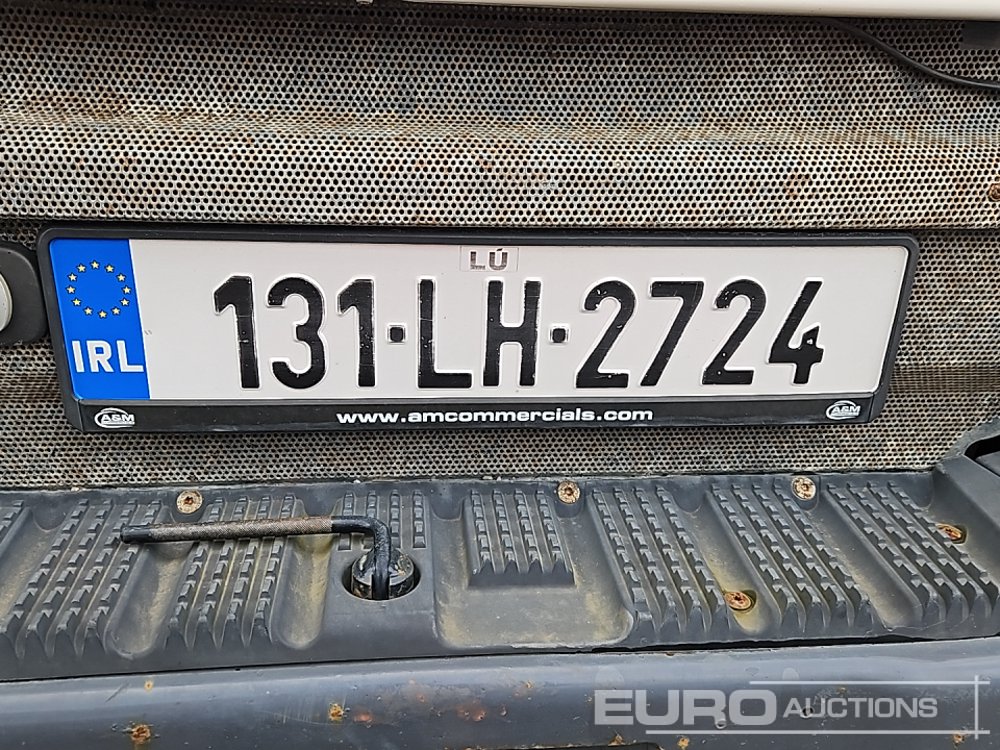 LÚ
IRL 131·LH·2724
A&M www.amcommercials.com A&M
EURO AUCTIONS